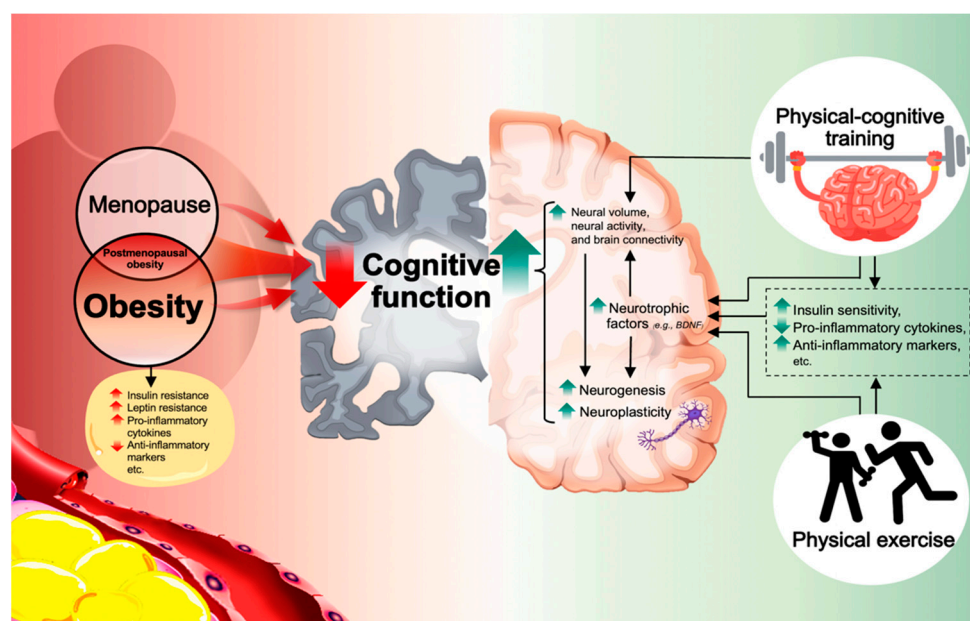 Menopause
Postmenopausal
obesity
Obesity
Insulin resistance
Leptin resistance
Pro-inflammatory
cytokines
Anti-inflammatory
markers
etc.
Cognitive
function
Neural volume,
neural activity,
and brain connectivity
Neurotrophic
factors (e.g., BDNF)
Neurogenesis
Neuroplasticity
Physical-cognitive
training
Insulin sensitivity,
Pro-inflammatory cytokines,
Anti-inflammatory markers,
etc.
Physical exercise